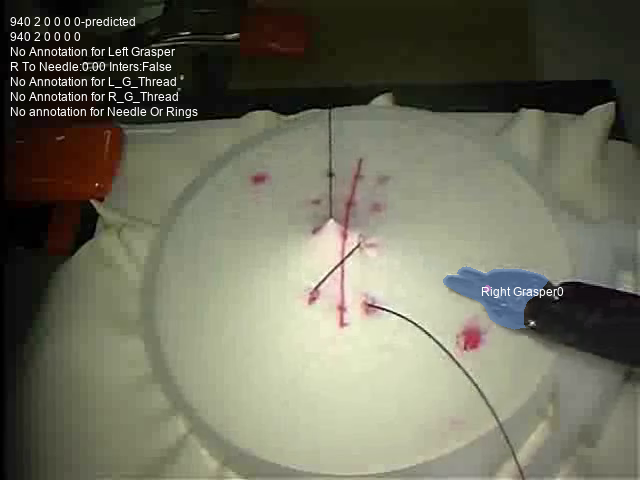 940 2 0 0 0 0-predicted
940 2 0 0 0 0
No Annotation for Left Grasper
R To Needle:0.00 Inters:False
No Annotation for L_G_Thread
No Annotation for R_G_Thread
No annotation for Needle Or Rings
Right Grasper0